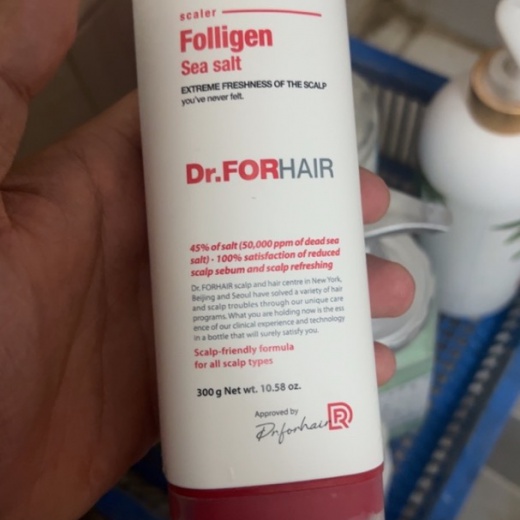 scaler
Folligen
Sea salt
EXTREME FRESHNESS OF THE SCALP
you've never felt.
Dr.FORHAIR
45% of salt (50,000 ppm of dead sea
salt) - 100% satisfaction of reduced
scalp sebum and scalp refreshing
Dr.FORHAIR scalp and hair centre in New York,
Beijing and Seoul have solved a variety of hair
and scalp troubles through our unique care
programs. What you are holding now is the ess
ence of our clinical experience and technology
in a bottle that will surely satisfy you.
Scalp-friendly formula
for all scalp types
300 g Net wt. 10.58 oz.
Approved by
Drforhair